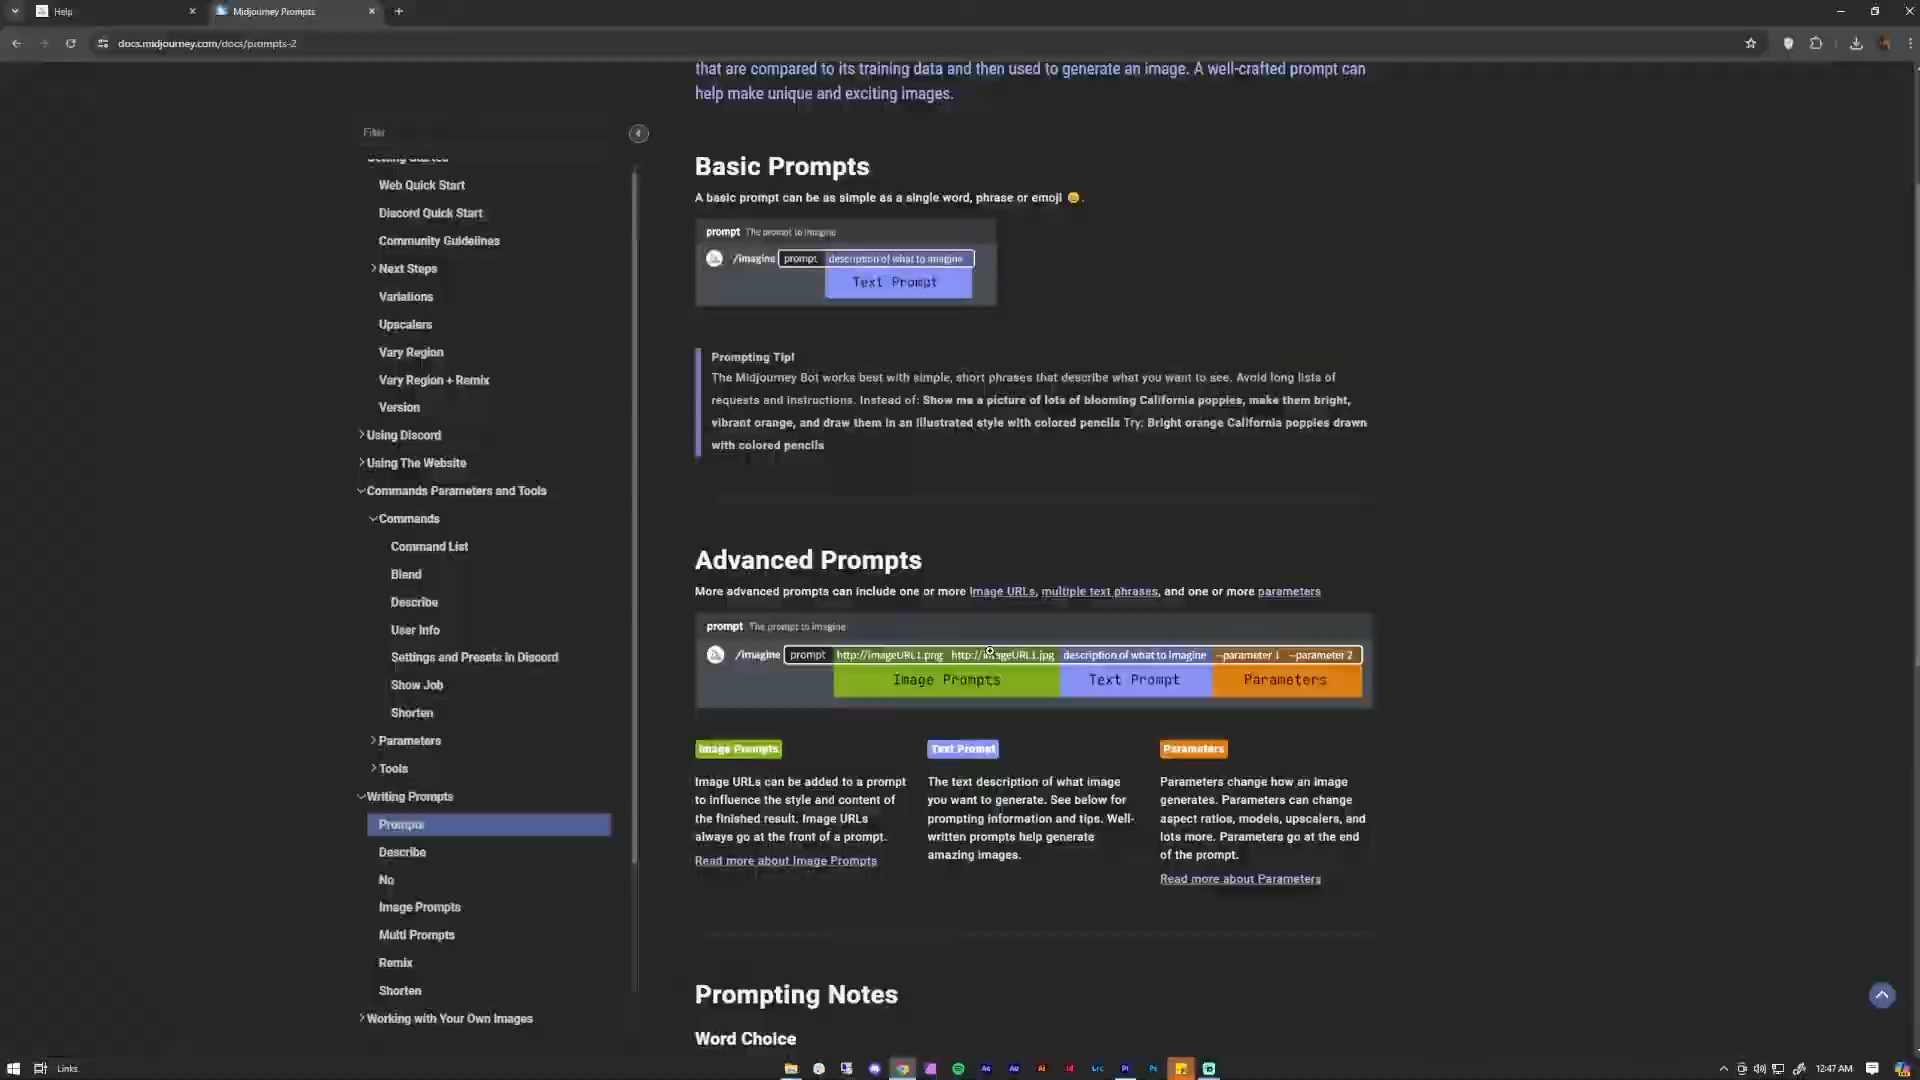 Help
Midjourney Prompts
docs.midjourney.com/docs/prompts-2
that are compared to its training data and then used to generate an image. A well-crafted prompt can
help make unique and exciting images.
Filter
Getting Started
Web Quick Start
Discord Quick Start
Community Guidelines
Next Steps
Variations
Upscalers
Vary Region
Vary Region + Remix
Version
Using Discord
Using The Website
Commands Parameters and Tools
Commands
Command List
Blend
Describe
User Info
Settings and Presets in Discord
Show Job
Shorten
Parameters
Tools
Writing Prompts
Prompts
Describe
No
Image Prompts
Multi Prompts
Remix
Shorten
Working with Your Own Images
Basic Prompts
A basic prompt can be as simple as a single word, phrase or emoji 😊.
prompt The prompt to imagine
/imagine prompt description of what to imagine
Text Prompt
Prompting Tip!
The Midjourney Bot works best with simple, short phrases that describe what you want to see. Avoid long lists of
requests and instructions. Instead of: Show me a picture of lots of blooming California poppies, make them bright,
vibrant orange, and draw them in an illustrated style with colored pencils Try: Bright orange California poppies drawn
with colored pencils
Advanced Prompts
More advanced prompts can include one or more image URLs, multiple text phrases, and one or more parameters
prompt The prompt to imagine
/imagine prompt http://imageURL1.png http://imageURL1.jpg description of what to imagine --parameter 1 --parameter 2
Image Prompts Text Prompt Parameters
Image Prompts
Image URLs can be added to a prompt
to influence the style and content of
the finished result. Image URLs
always go at the front of a prompt.
Read more about Image Prompts
Text Prompt
The text description of what image
you want to generate. See below for
prompting information and tips. Well-
written prompts help generate
amazing images.
Parameters
Parameters change how an image
generates. Parameters can change
aspect ratios, models, upscalers, and
lots more. Parameters go at the end
of the prompt.
Read more about Parameters
Prompting Notes
Word Choice
Links
Ae
Au
Ai
Id
Lrc
Pl
Ps
12:47 AM